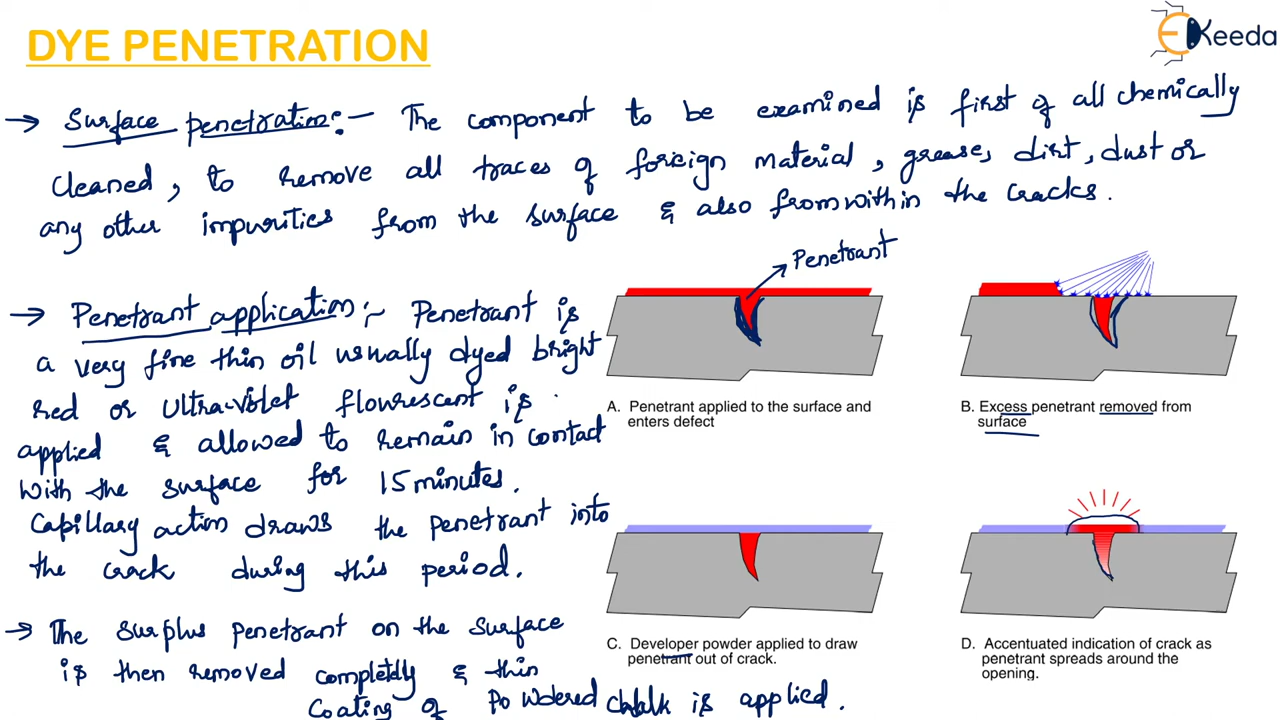 DYE PENETRATION
EKeeda
→ Surface penetration :- The component to be examined is first of all chemically
cleaned, to remove all traces of foreign material, grease, dirt, dust or
any other impurities from the surface & also from within the cracks.
→ Penetrant application :- Penetrant is
a very fine thin oil usually dyed bright
red or ultra-violet flourescent is
applied & allowed to remain in contact
with the surface for 15 minutes.
Capillary action draws the penetrant into
the crack during this period.
→ The surplus penetrant on the surface
is then removed completly & thin
coating of powdered chalk is applied.
Penetrant
A. Penetrant applied to the surface and
enters defect
B. Excess penetrant removed from
surface
C. Developer powder applied to draw
penetrant out of crack.
D. Accentuated indication of crack as
penetrant spreads around the
opening.